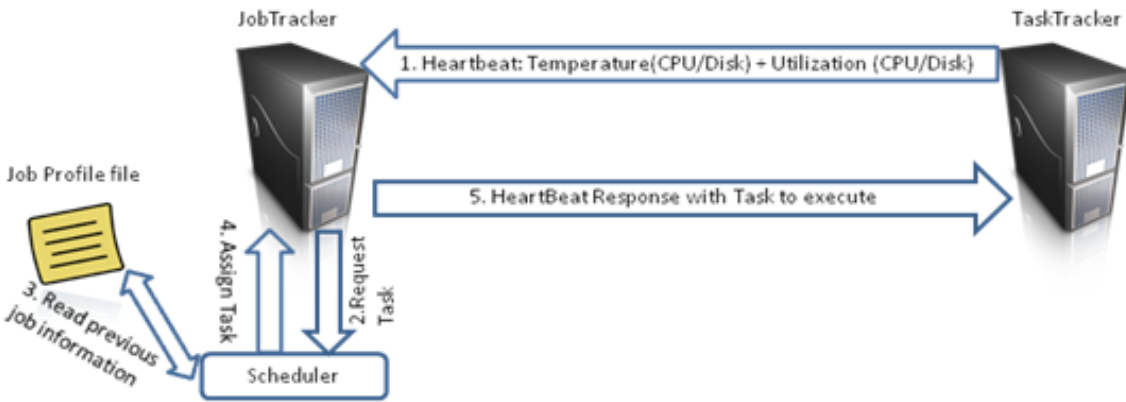 JobTracker
TaskTracker
1. Heartbeat: Temperature(CPU/Disk) + Utilization (CPU/Disk)
Job Profile file
5. HeartBeat Response with Task to execute
4. Assign Task
2.Request
Task
3. Read previous
job information
Scheduler